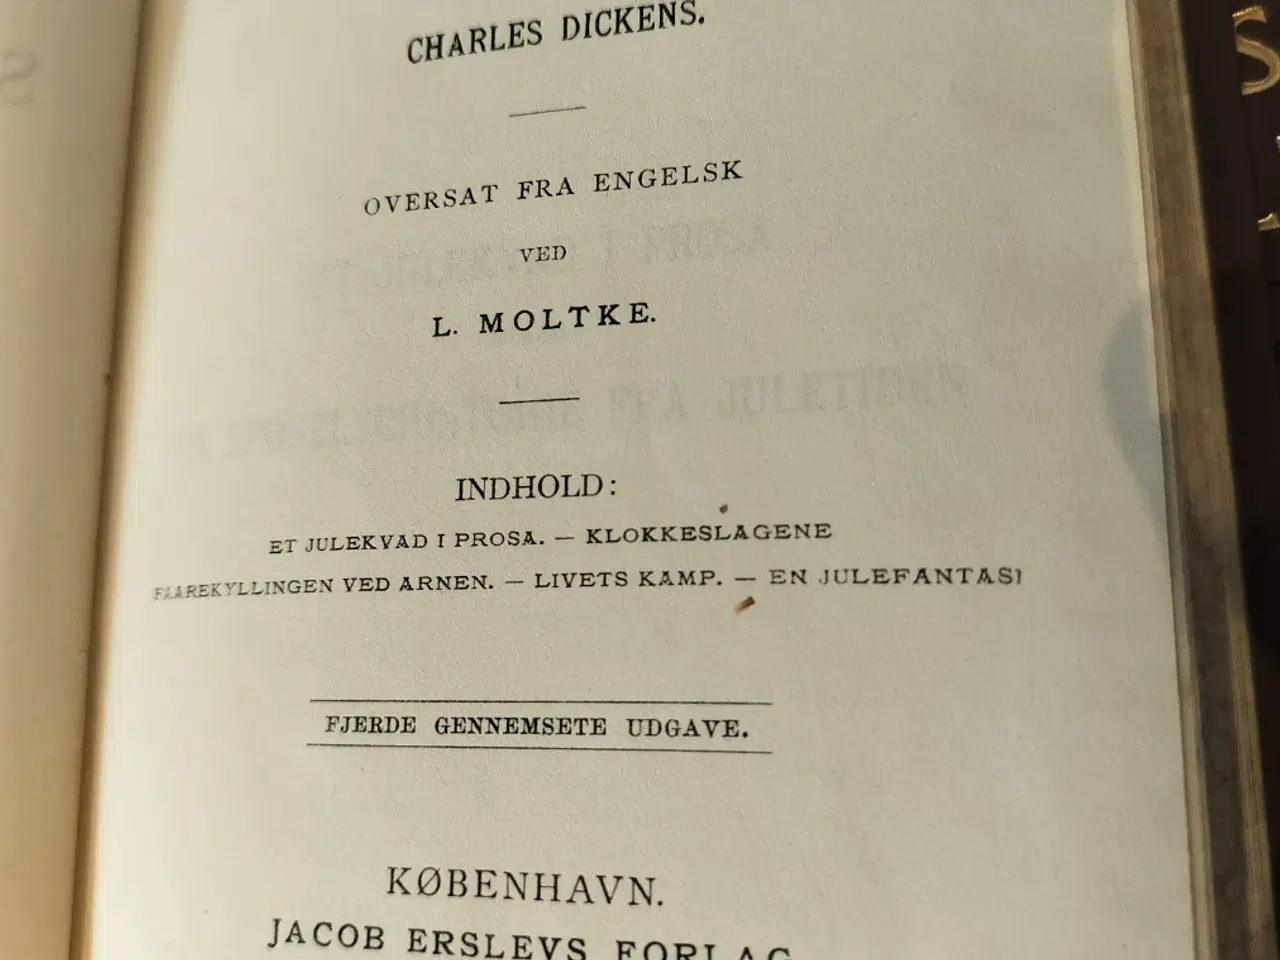 CHARLES DICKENS.
OVERSAT FRA ENGELSK
VED
L. MOLTKE.
INDHOLD:
ET JULEKVAD I PROSA. — KLOKKESLAGENE
FAAREKYLLINGEN VED ARNEN. — LIVETS KAMP. — EN JULEFANTASI
FJERDE GENNEMSETE UDGAVE.
KØBENHAVN.
JACOB ERSLEVS FORLAG